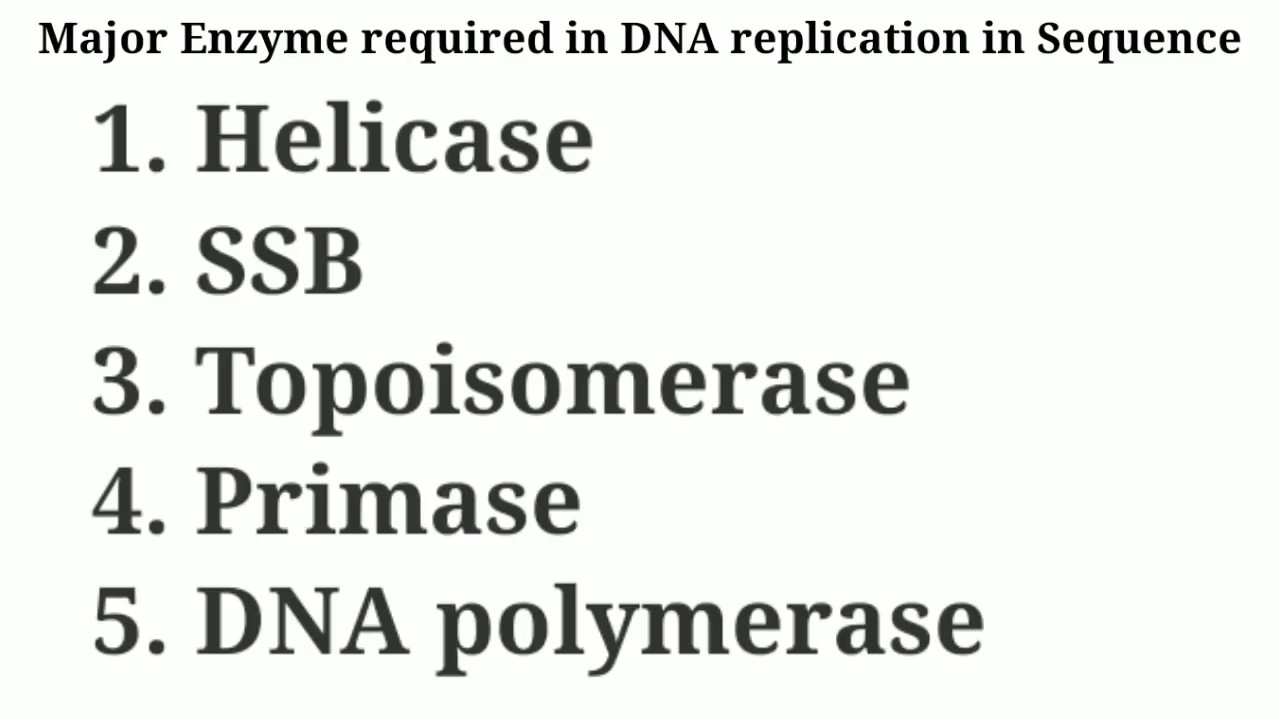 Major Enzyme required in DNA replication in Sequence
1. Helicase
2. SSB
3. Topoisomerase
4. Primase
5. DNA polymerase